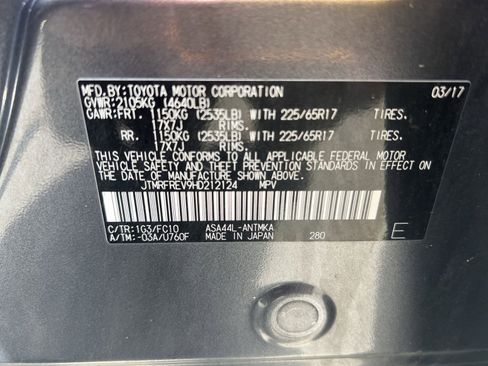 MFD.BY:TOYOTA MOTOR CORPORATION 03/17
GVWR:2105KG (4640LB)
GAWR:FRT. 1150KG (2535LB) WITH 225/65R17 TIRES.
17X7J RIMS.
RR. 1150KG (2535LB) WITH 225/65R17 TIRES.
17X7J RIMS.
THIS VEHICLE CONFORMS TO ALL APPLICABLE FEDERAL MOTOR
VEHICLE SAFETY AND BUMPER STANDARDS IN EFFECT ON
THE DATE OF MANUFACTURE SHOWN ABOVE.
JTMRFREV9HD212124 MPV
C/TR:1G3/FC10 ASA44L-ANTMKA
A/TM:-03A/U760F MADE IN JAPAN 280 E